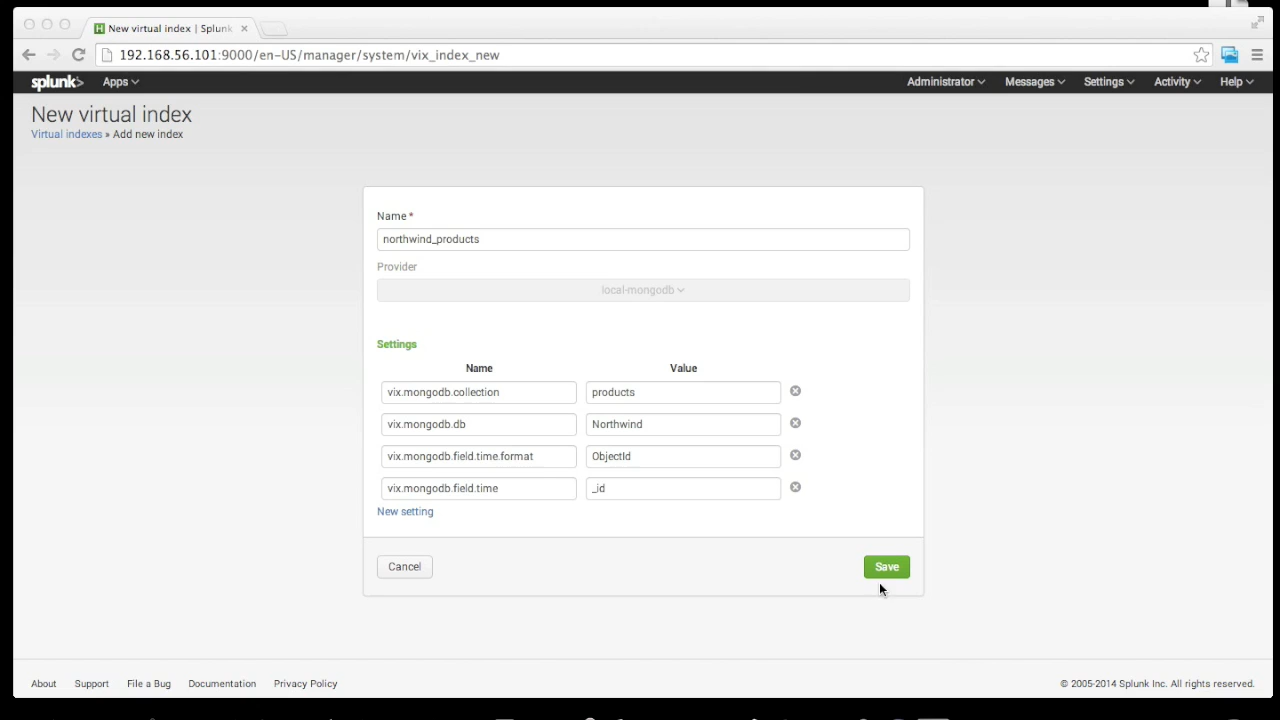 New virtual index | Splunk
192.168.56.101:9000/en-US/manager/system/vix_index_new
splunk> Apps Administrator Messages Settings Activity Help
New virtual index
Virtual indexes » Add new index
Name *
northwind_products
Provider
local-mongodb
Settings
Name Value
vix.mongodb.collection products
vix.mongodb.db Northwind
vix.mongodb.field.time.format ObjectId
vix.mongodb.field.time _id
New setting
Cancel Save
About Support File a Bug Documentation Privacy Policy © 2005-2014 Splunk Inc. All rights reserved.